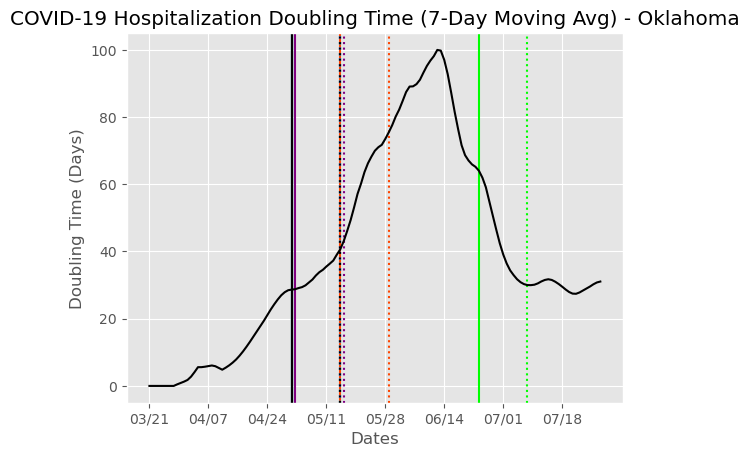 COVID-19 Hospitalization Doubling Time (7-Day Moving Avg) - Oklahoma
100
80
60
40
20
0
Doubling Time (Days)
03/21 04/07 04/24 05/11 05/28 06/14 07/01 07/18
Dates